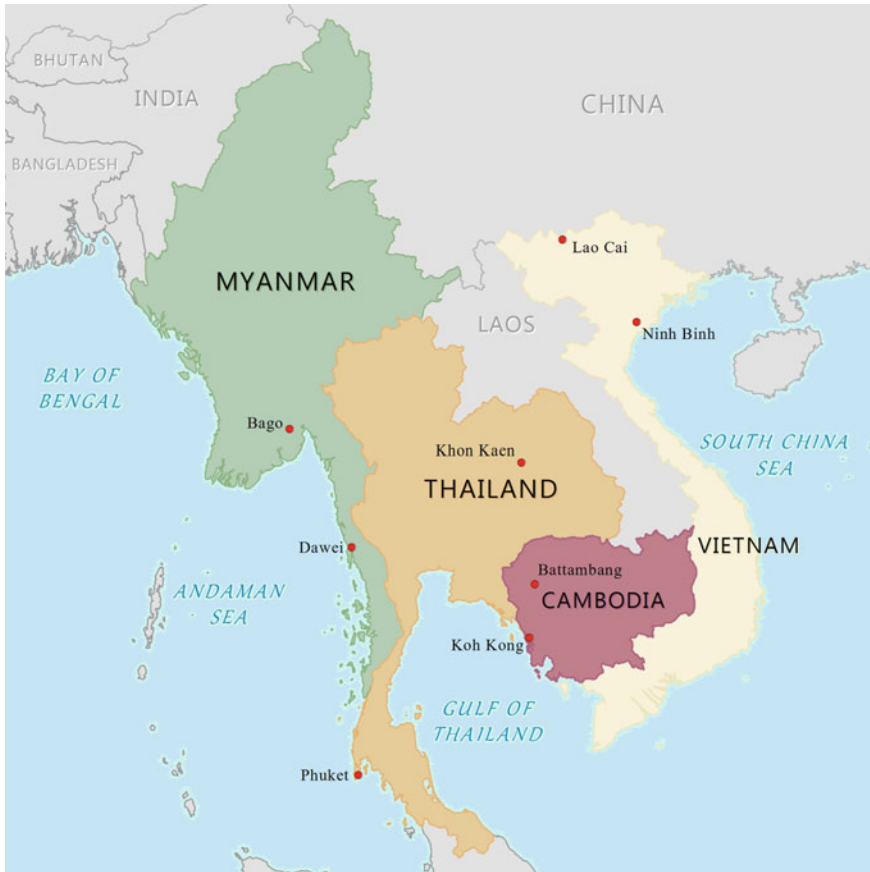 BHUTAN
INDIA
CHINA
BANGLADESH
Lao Cai
MYANMAR
LAOS
Ninh Binh
BAY OF
BENGAL
Bago
Khon Kaen
SOUTH CHINA
SEA
THAILAND
Dawei
VIETNAM
Battambang
ANDAMAN
SEA
CAMBODIA
Koh Kong
GULF OF
THAILAND
Phuket